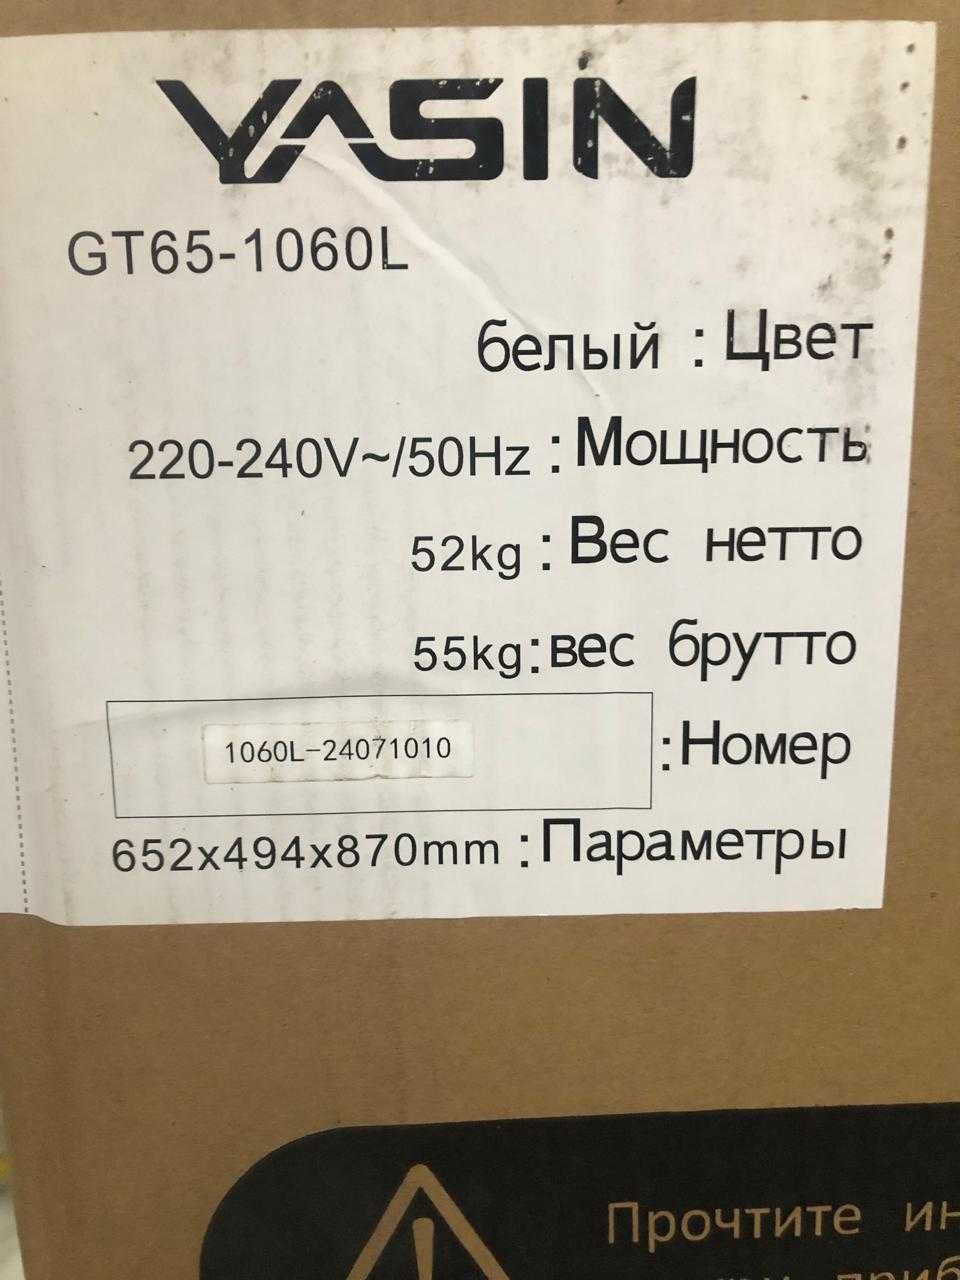 YASIN
GT65-1060L
белый : Цвет
220-240V~/50Hz : Мощность
52kg : Вес нетто
55kg:вес брутто
1060L-24071010 :Номер
652x494x870mm : Параметры
Прочтите